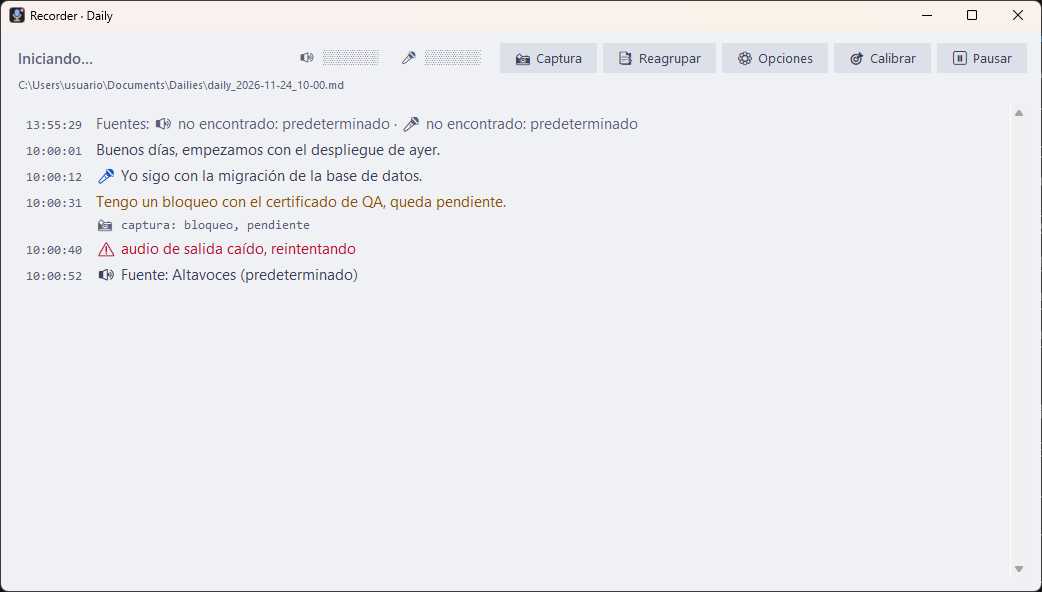 Recorder · Daily
Iniciando...
Captura
Reagrupar
Opciones
Calibrar
Pausar
C:\Users\usuario\Documents\Dailies\daily_2026-11-24_10-00.md
13:55:29 Fuentes: no encontrado: predeterminado · no encontrado: predeterminado
10:00:01 Buenos días, empezamos con el despliegue de ayer.
10:00:12 Yo sigo con la migración de la base de datos.
10:00:31 Tengo un bloqueo con el certificado de QA, queda pendiente.
captura: bloqueo, pendiente
10:00:40 audio de salida caído, reintentando
10:00:52 Fuente: Altavoces (predeterminado)